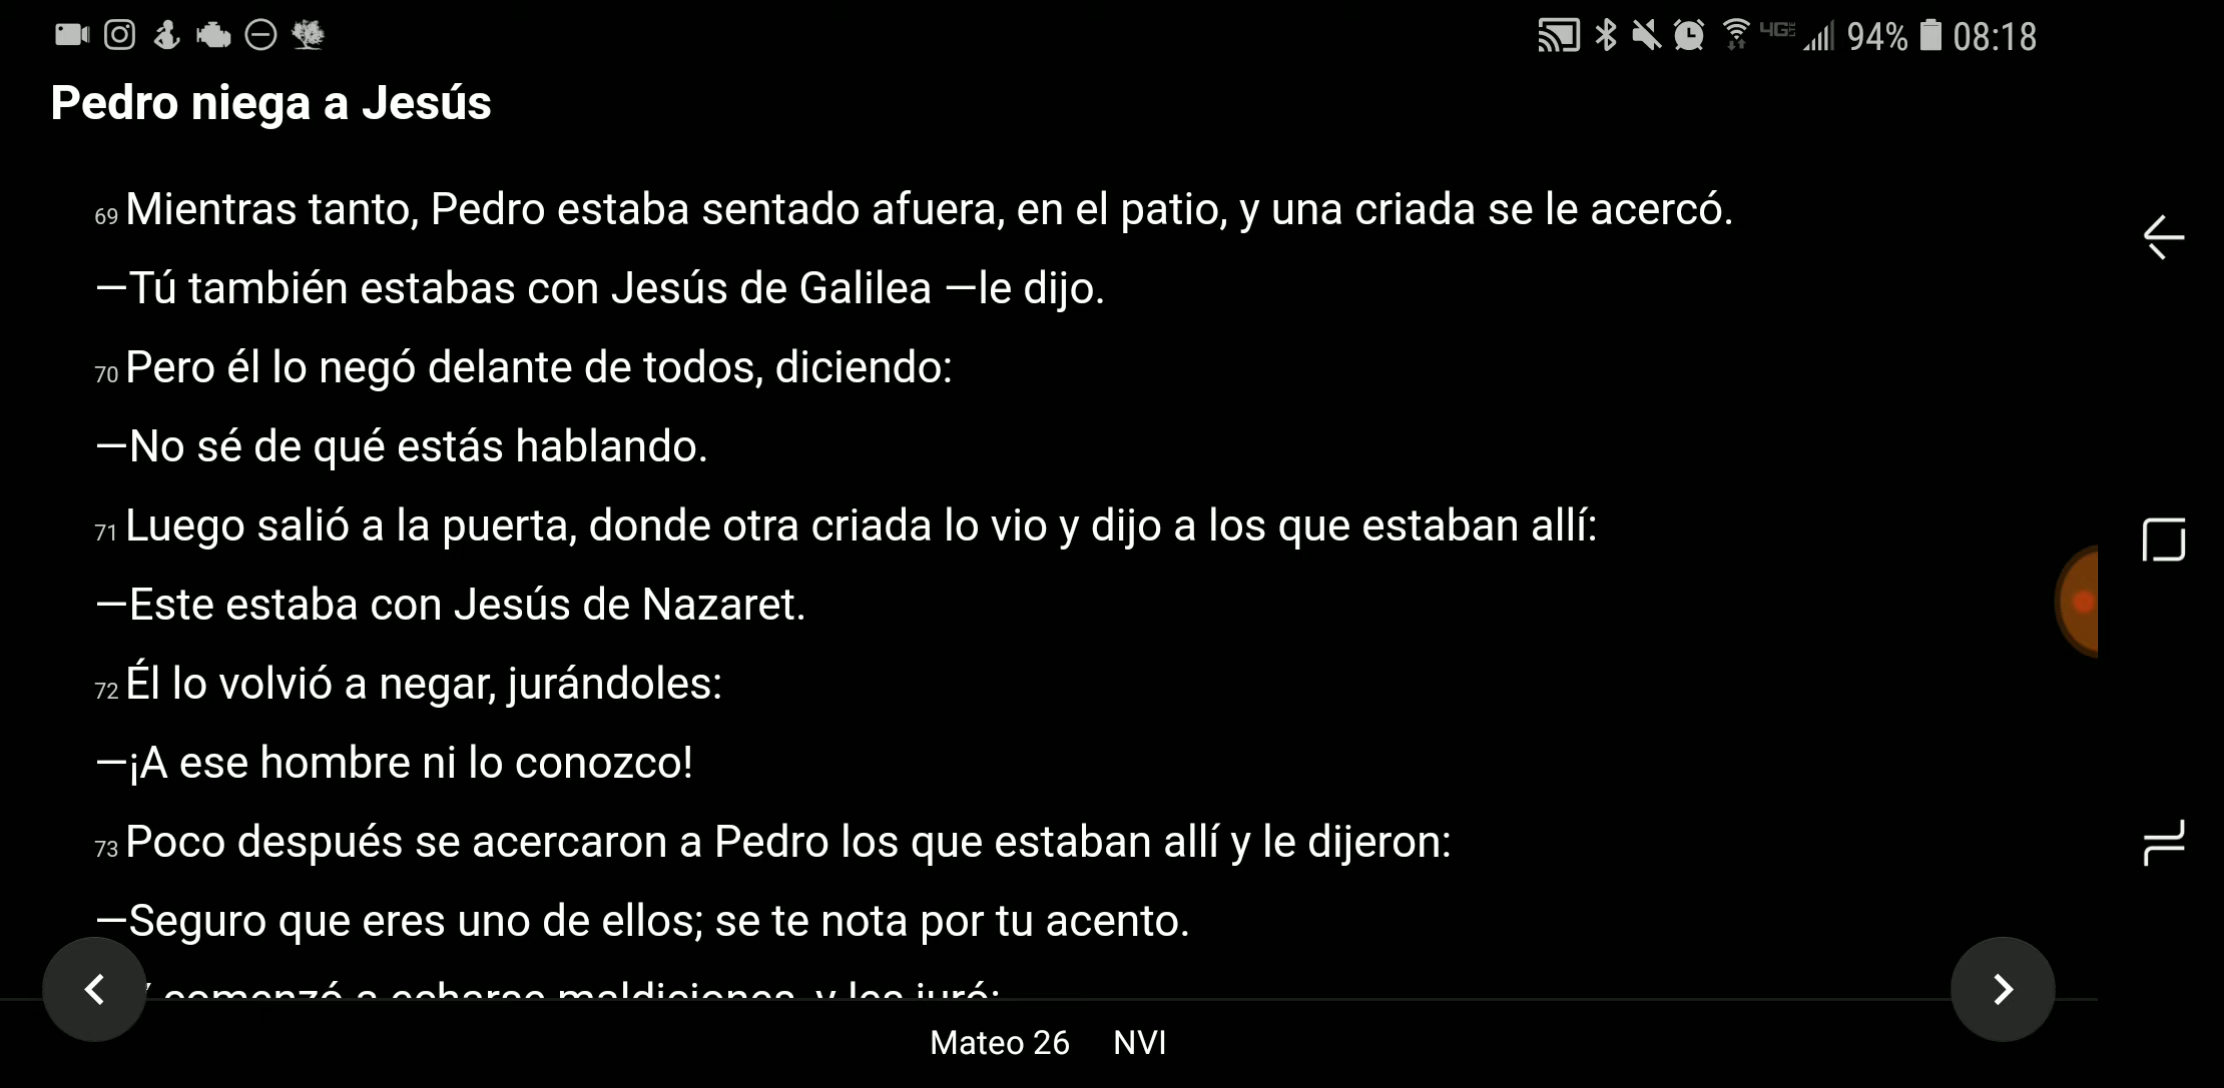 94% 08:18
Pedro niega a Jesús
69 Mientras tanto, Pedro estaba sentado afuera, en el patio, y una criada se le acercó.
—Tú también estabas con Jesús de Galilea —le dijo.
70 Pero él lo negó delante de todos, diciendo:
—No sé de qué estás hablando.
71 Luego salió a la puerta, donde otra criada lo vio y dijo a los que estaban allí:
—Este estaba con Jesús de Nazaret.
72 Él lo volvió a negar, jurándoles:
—¡A ese hombre ni lo conozco!
73 Poco después se acercaron a Pedro los que estaban allí y le dijeron:
—Seguro que eres uno de ellos; se te nota por tu acento.
comenzó a echarse maldiciones, y les juró:
Mateo 26 NVI